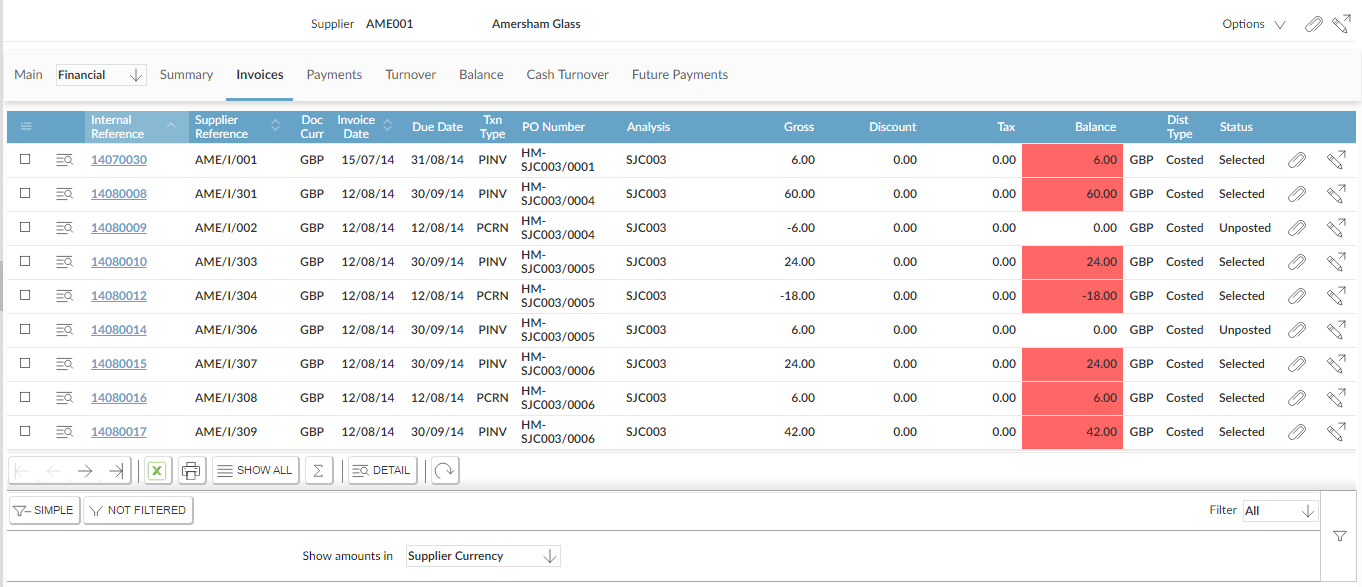 Supplier AME001 Amersham Glass Options
Main Financial Summary Invoices Payments Turnover Balance Cash Turnover Future Payments
Internal Reference Supplier Reference Doc Curr Invoice Date Due Date Txn Type PO Number Analysis Gross Discount Tax Balance Dist Type Status
14070030 AME/I/001 GBP 15/07/14 31/08/14 PINV HM-SJC003/0001 SJC003 6.00 0.00 0.00 6.00 GBP Costed Selected
14080008 AME/I/301 GBP 12/08/14 30/09/14 PINV HM-SJC003/0004 SJC003 60.00 0.00 0.00 60.00 GBP Costed Selected
14080009 AME/I/002 GBP 12/08/14 12/08/14 PCRN HM-SJC003/0004 SJC003 -6.00 0.00 0.00 0.00 GBP Costed Unposted
14080010 AME/I/303 GBP 12/08/14 30/09/14 PINV HM-SJC003/0005 SJC003 24.00 0.00 0.00 24.00 GBP Costed Selected
14080012 AME/I/304 GBP 12/08/14 12/08/14 PCRN HM-SJC003/0005 SJC003 -18.00 0.00 0.00 -18.00 GBP Costed Selected
14080014 AME/I/306 GBP 12/08/14 30/09/14 PINV HM-SJC003/0005 SJC003 6.00 0.00 0.00 0.00 GBP Costed Unposted
14080015 AME/I/307 GBP 12/08/14 30/09/14 PINV HM-SJC003/0006 SJC003 24.00 0.00 0.00 24.00 GBP Costed Selected
14080016 AME/I/308 GBP 12/08/14 12/08/14 PCRN HM-SJC003/0006 SJC003 6.00 0.00 0.00 6.00 GBP Costed Selected
14080017 AME/I/309 GBP 12/08/14 30/09/14 PINV HM-SJC003/0006 SJC003 42.00 0.00 0.00 42.00 GBP Costed Selected
SHOW ALL Σ DETAIL
SIMPLE NOT FILTERED Filter All
Show amounts in Supplier Currency